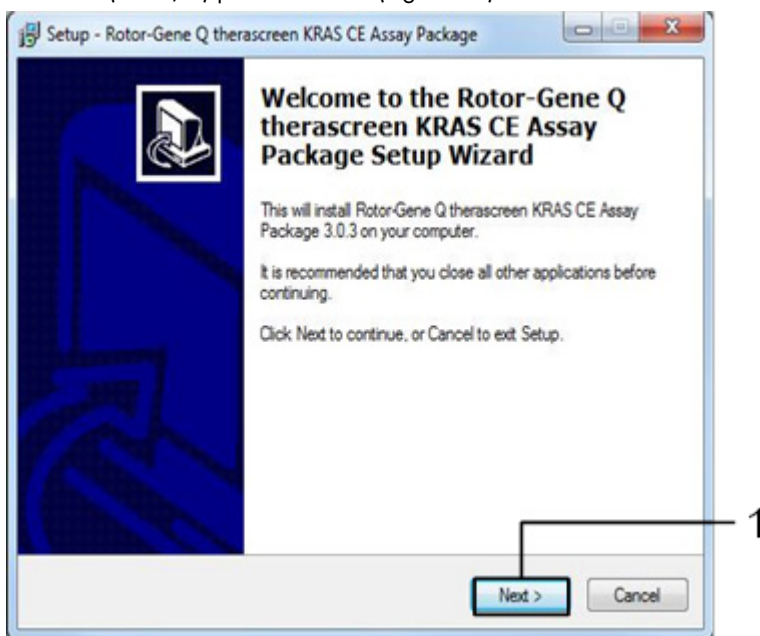 Setup - Rotor-Gene Q therascreen KRAS CE Assay Package
Welcome to the Rotor-Gene Q
therascreen KRAS CE Assay
Package Setup Wizard
This will install Rotor-Gene Q therascreen KRAS CE Assay
Package 3.0.3 on your computer.
It is recommended that you close all other applications before
continuing.
Click Next to continue, or Cancel to exit Setup.
1
Next >
Cancel